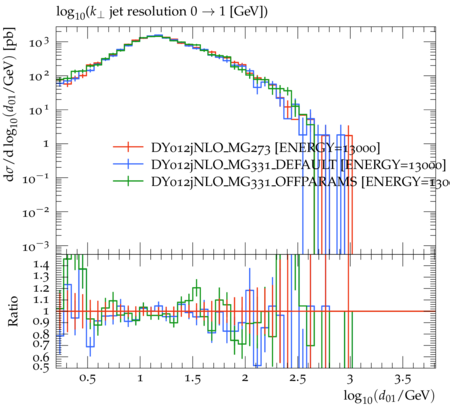 log₁₀(k⊥ jet resolution 0 → 1 [GeV])
dσ/d log₁₀(d₀₁/GeV) [pb]
10³
10²
10¹
1
10⁻¹
10⁻²
10⁻³
DY012jNLO_MG273 [ENERGY=13000]
DY012jNLO_MG331_DEFAULT [ENERGY=13000]
DY012jNLO_MG331_OFFPARAMS [ENERGY=130
Ratio
1.4
1.3
1.2
1.1
1
0.9
0.8
0.7
0.6
0.5
0.5 1 1.5 2 2.5 3 3.5
log₁₀(d₀₁/GeV)